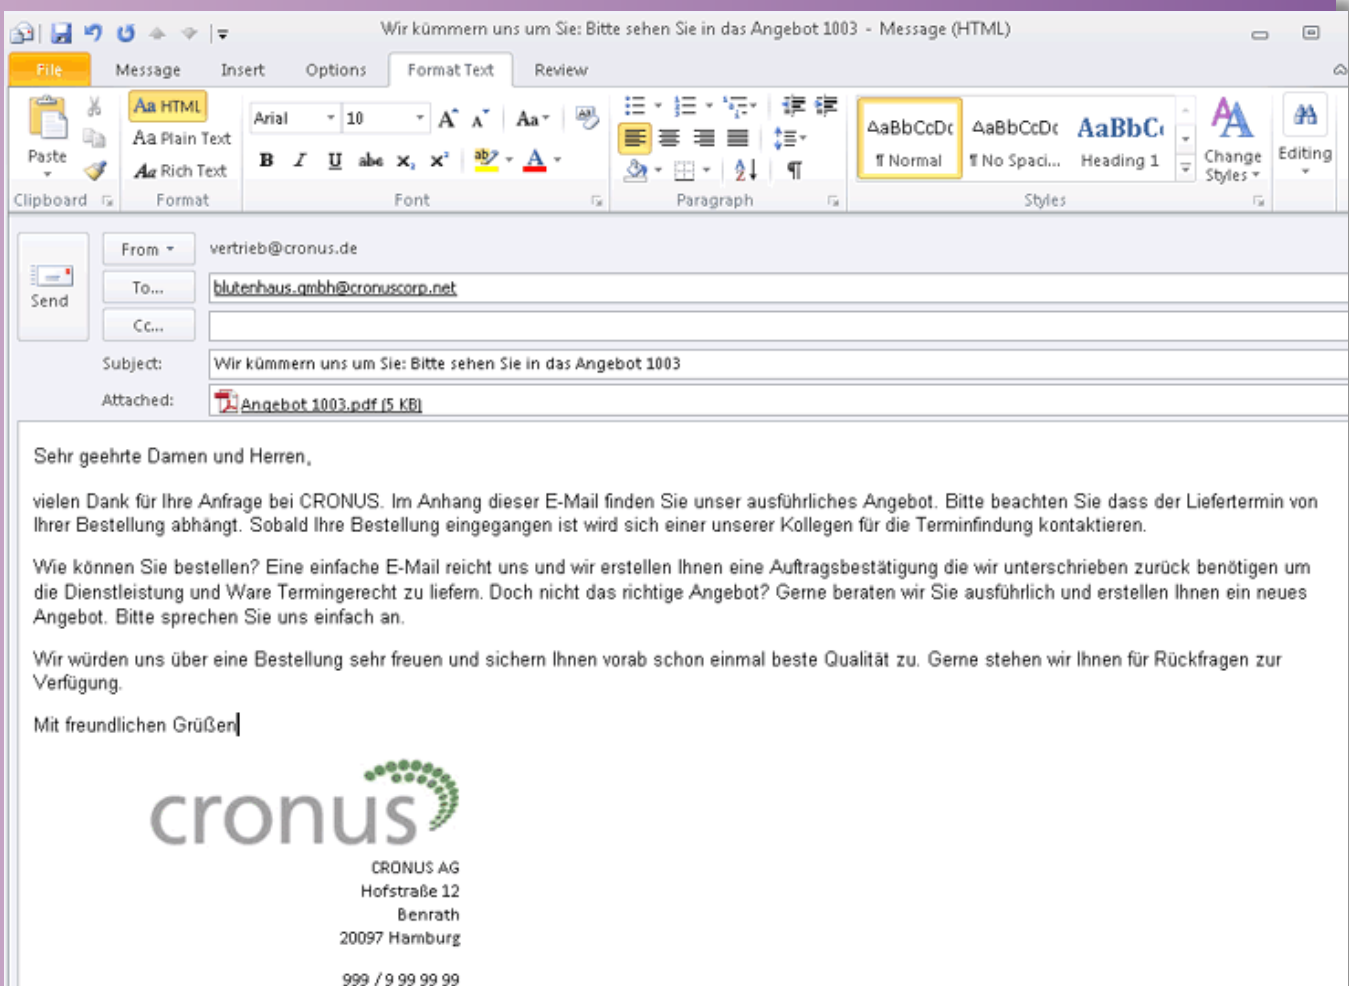 Wir kümmern uns um Sie: Bitte sehen Sie in das Angebot 1003 - Message (HTML)
File Message Insert Options Format Text Review
Paste
Aa HTML
Aa Plain Text
Aa Rich Text
Arial 10 A A Aa
B I U abc x, x² ab A
AaBbCcDc AaBbCcDc AaBbC
¶ Normal ¶ No Spaci... Heading 1
Change Styles
Editing
Clipboard Format Font Paragraph Styles
Send
From vertrieb@cronus.de
To... blutenhaus.gmbh@cronuscorp.net
Cc...
Subject: Wir kümmern uns um Sie: Bitte sehen Sie in das Angebot 1003
Attached: Angebot 1003.pdf (5 KB)
Sehr geehrte Damen und Herren,
vielen Dank für Ihre Anfrage bei CRONUS. Im Anhang dieser E-Mail finden Sie unser ausführliches Angebot. Bitte beachten Sie dass der Liefertermin von
Ihrer Bestellung abhängt. Sobald Ihre Bestellung eingegangen ist wird sich einer unserer Kollegen für die Terminfindung kontaktieren.
Wie können Sie bestellen? Eine einfache E-Mail reicht uns und wir erstellen Ihnen eine Auftragsbestätigung die wir unterschrieben zurück benötigen um
die Dienstleistung und Ware Termingerecht zu liefern. Doch nicht das richtige Angebot? Gerne beraten wir Sie ausführlich und erstellen Ihnen ein neues
Angebot. Bitte sprechen Sie uns einfach an.
Wir würden uns über eine Bestellung sehr freuen und sichern Ihnen vorab schon einmal beste Qualität zu. Gerne stehen wir Ihnen für Rückfragen zur
Verfügung.
Mit freundlichen Grüßen
cronus
CRONUS AG
Hofstraße 12
Benrath
20097 Hamburg
999 / 9 99 99 99